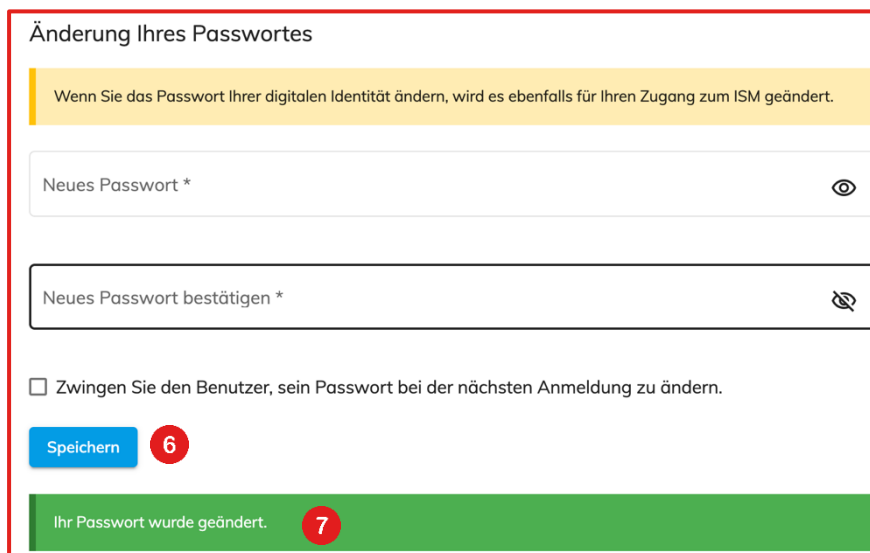 Änderung Ihres Passwortes
Wenn Sie das Passwort Ihrer digitalen Identität ändern, wird es ebenfalls für Ihren Zugang zum ISM geändert.
Neues Passwort *
Neues Passwort bestätigen *
Zwingen Sie den Benutzer, sein Passwort bei der nächsten Anmeldung zu ändern.
Speichern 6
Ihr Passwort wurde geändert. 7